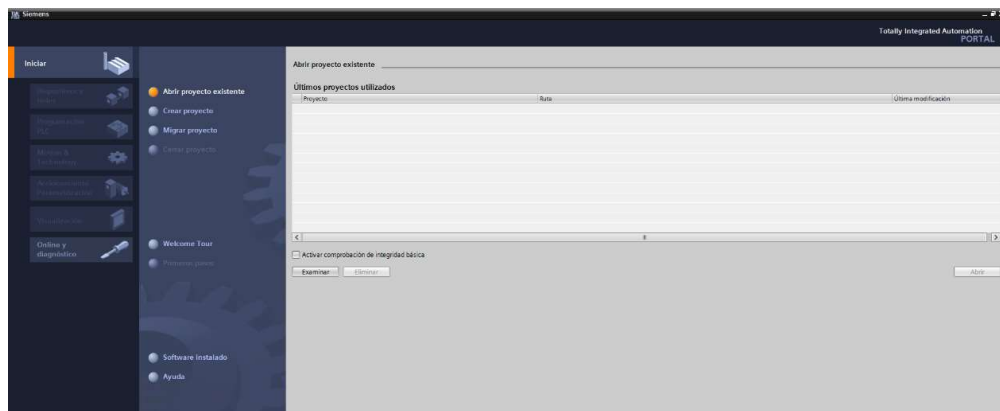 Siemens
Totally Integrated Automation
PORTAL
Iniciar
Online y
diagnóstico
Abrir proyecto existente
Crear proyecto
Migrar proyecto
Cerrar proyecto
Welcome Tour
Primeros pasos
Software instalado
Ayuda
Abrir proyecto existente
Últimos proyectos utilizados
Proyecto Ruta Última modificación
Activar comprobación de integridad básica
Examinar Eliminar Abrir